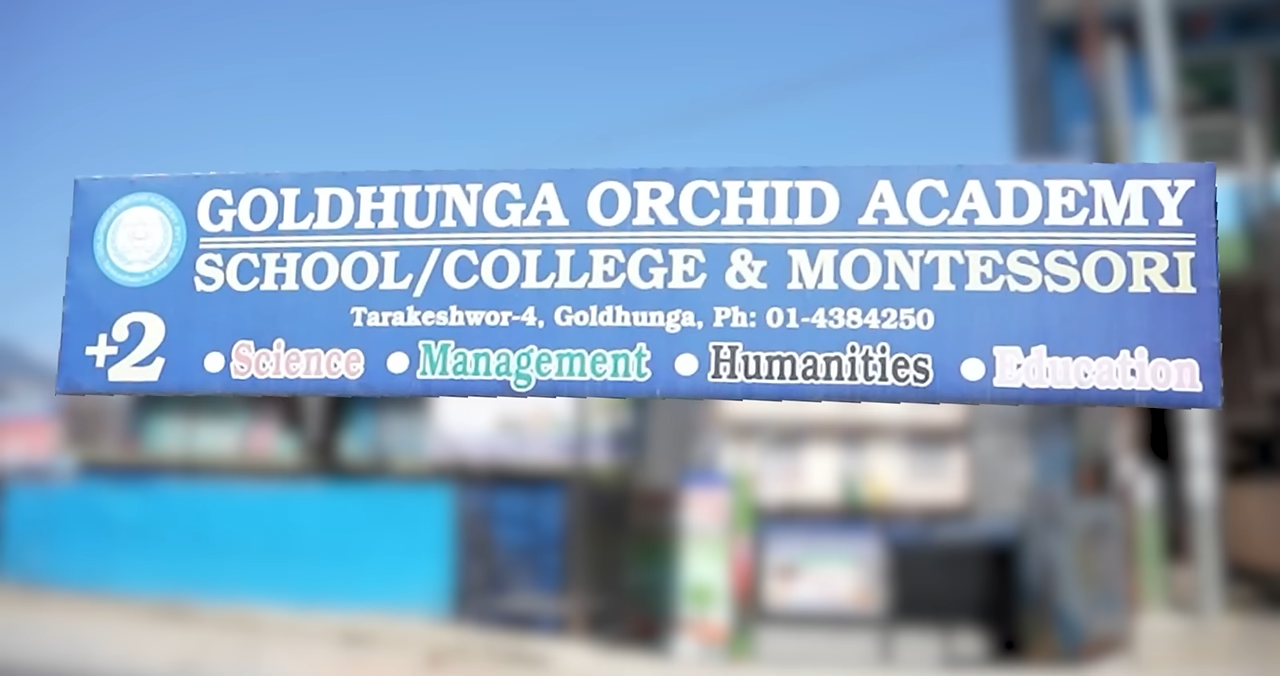 GOLDHUNGA ORCHID ACADEMY
SCHOOL/COLLEGE & MONTESSORI
Tarakeshwor-4, Goldhunga, Ph: 01-4384250
+2 • Science • Management • Humanities • Education